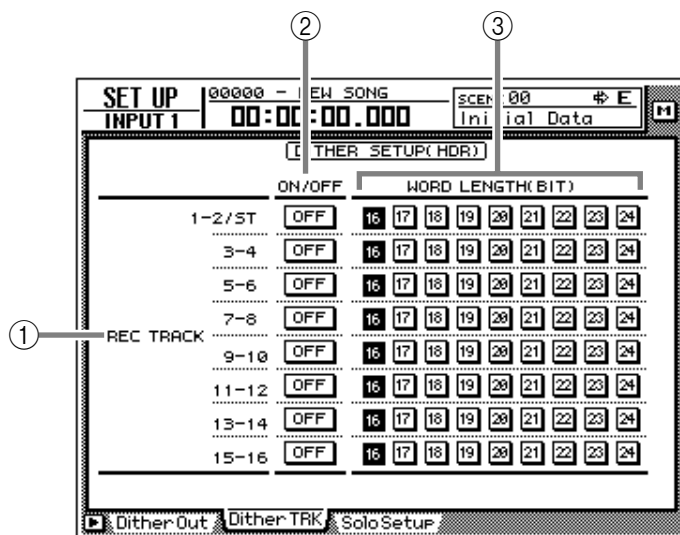 ② ③
SET UP 00000 - NEW SONG SCENE 00 E
INPUT 1 00:00:00.000 Initial Data M
DITHER SETUP(HDR)
ON/OFF WORD LENGTH(BIT)
1-2/ST OFF 16 17 18 19 20 21 22 23 24
3-4 OFF 16 17 18 19 20 21 22 23 24
5-6 OFF 16 17 18 19 20 21 22 23 24
7-8 OFF 16 17 18 19 20 21 22 23 24
① REC TRACK
9-10 OFF 16 17 18 19 20 21 22 23 24
11-12 OFF 16 17 18 19 20 21 22 23 24
13-14 OFF 16 17 18 19 20 21 22 23 24
15-16 OFF 16 17 18 19 20 21 22 23 24
Dither Out Dither TRK Solo Setup